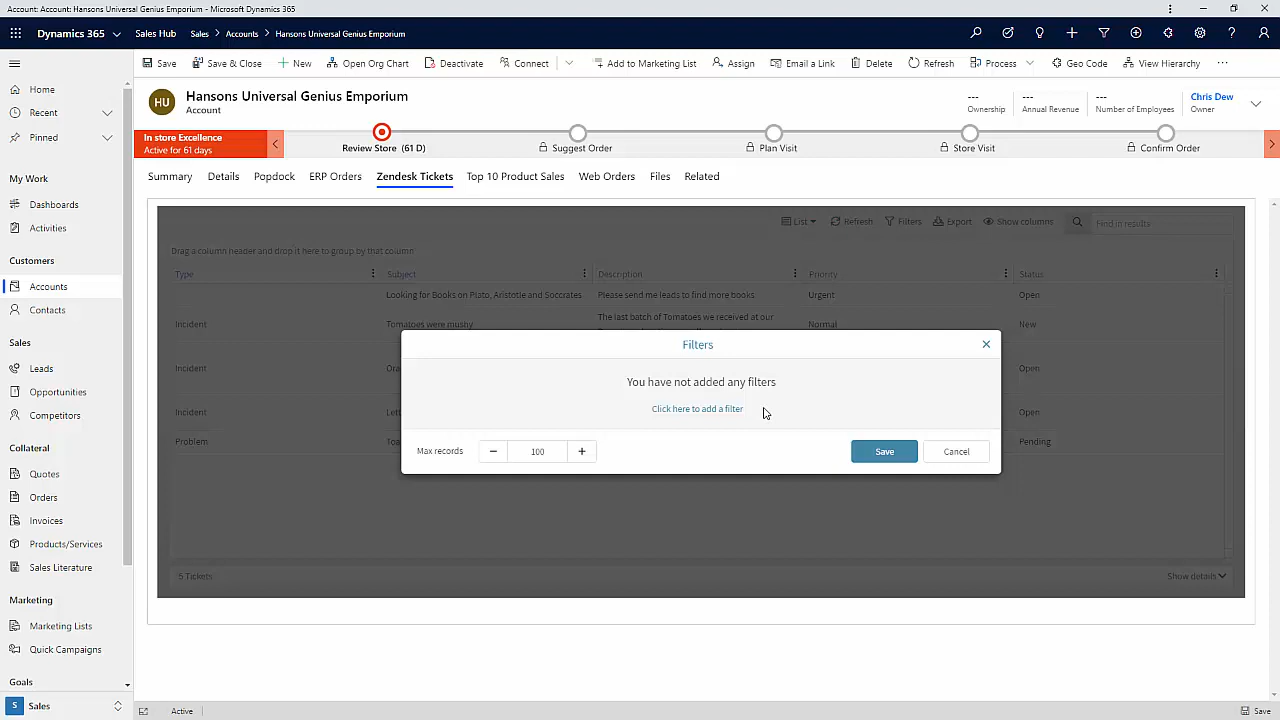 Account: Account: Hansons Universal Genius Emporium - Microsoft Dynamics 365
Dynamics 365
Sales Hub
Sales > Accounts > Hansons Universal Genius Emporium
Save
Save & Close
New
Open Org Chart
Deactivate
Connect
Add to Marketing List
Assign
Email a Link
Delete
Refresh
Process
Geo Code
View Hierarchy
Home
Recent
Pinned
My Work
Dashboards
Activities
Customers
Accounts
Contacts
Sales
Leads
Opportunities
Competitors
Collateral
Quotes
Orders
Invoices
Products/Services
Sales Literature
Marketing
Marketing Lists
Quick Campaigns
Goals
S Sales
HU
Hansons Universal Genius Emporium
Account
---
Ownership
---
Annual Revenue
---
Number of Employees
Chris Dew
Owner
In store Excellence
Active for 61 days
Review Store (61 D)
Suggest Order
Plan Visit
Store Visit
Confirm Order
Summary Details Popdock ERP Orders Zendesk Tickets Top 10 Product Sales Web Orders Files Related
List Refresh Filters Export Show columns Find in results
Drag a column header and drop it here to group by that column
Type Subject Description Priority Status
Looking for Books on Plato, Aristotle and Soccrates Please send me leads to find more books Urgent Open
The last batch of Tomatoes we received at our
Incident Tomatoes were mushy Normal New
Incident Ora Open
Incident Lett Open
Problem Toa Pending
Filters
You have not added any filters
Click here to add a filter
Max records − 100 +
Save
Cancel
5 Tickets
Show details
Active
Save